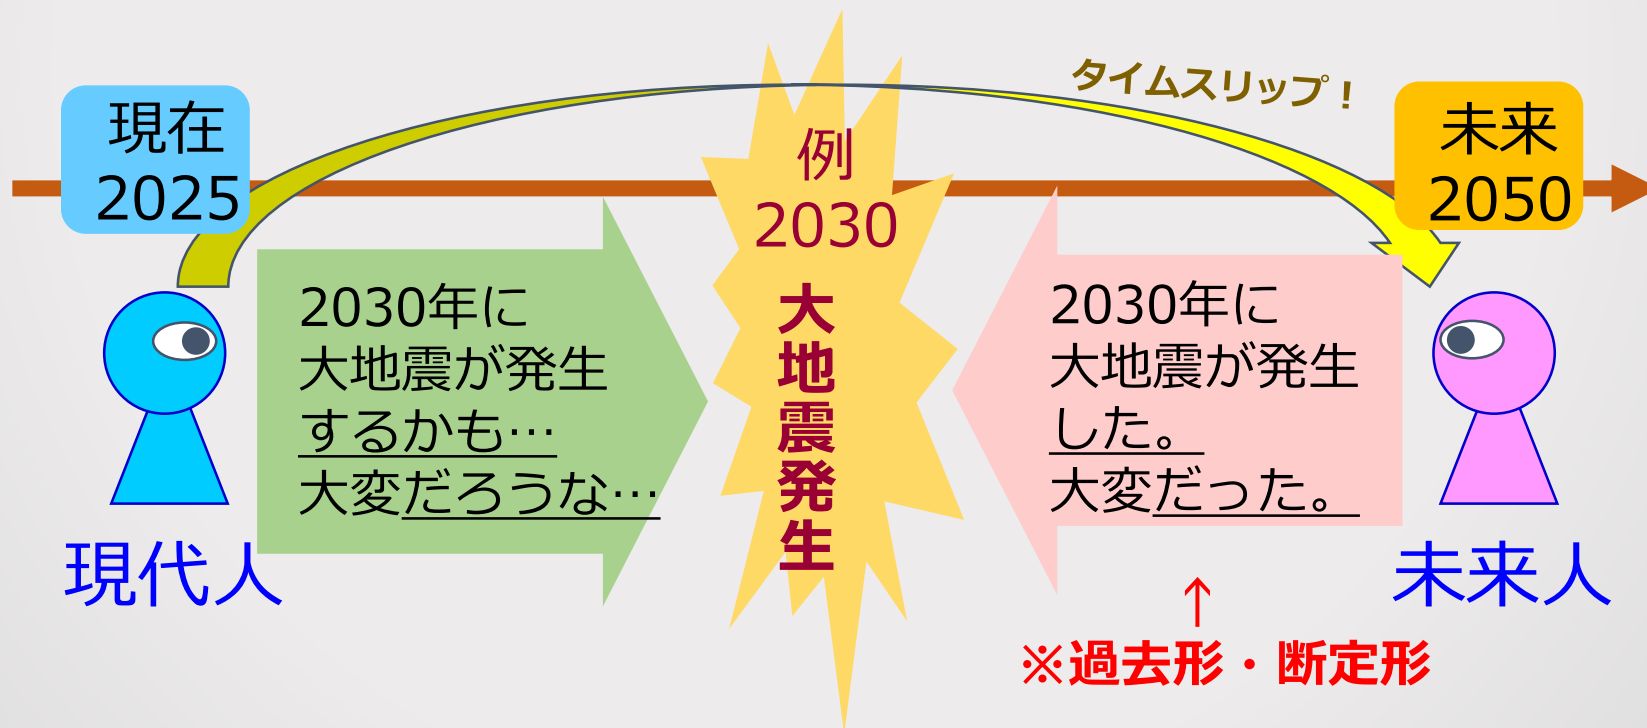 タイムスリップ！
現在
2025
例
2030
大地震発生
未来
2050
2030年に
大地震が発生
するかも…
大変だろうな…
2030年に
大地震が発生
した。
大変だった。
現代人
未来人
↑
※過去形・断定形